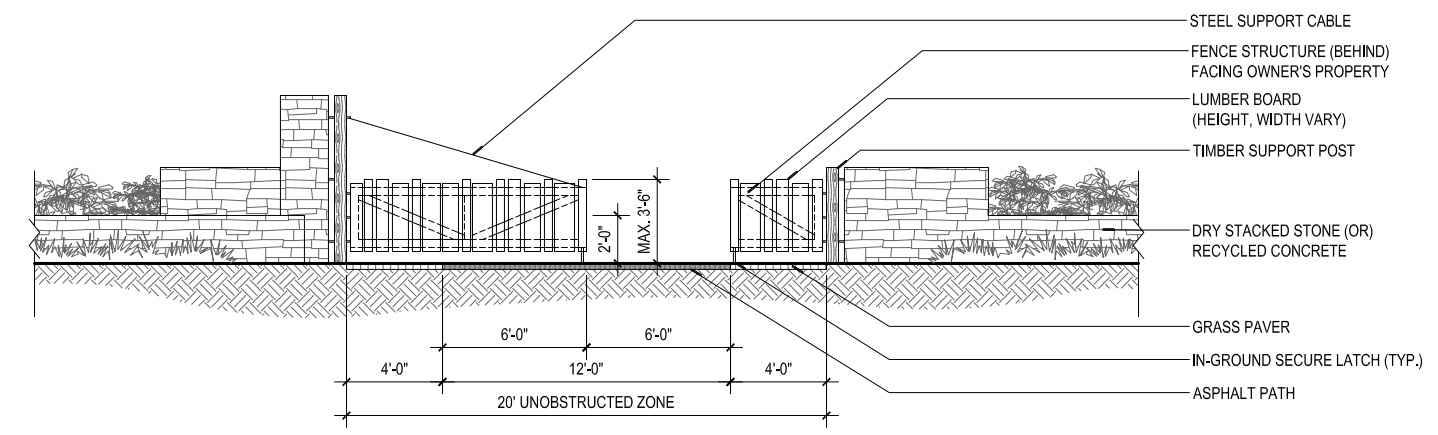 STEEL SUPPORT CABLE
FENCE STRUCTURE (BEHIND)
FACING OWNER'S PROPERTY
LUMBER BOARD
(HEIGHT, WIDTH VARY)
TIMBER SUPPORT POST
2'-0"
MAX. 3'-6"
DRY STACKED STONE (OR)
RECYCLED CONCRETE
GRASS PAVER
IN-GROUND SECURE LATCH (TYP.)
ASPHALT PATH
6'-0" 6'-0"
4'-0" 12'-0" 4'-0"
20' UNOBSTRUCTED ZONE